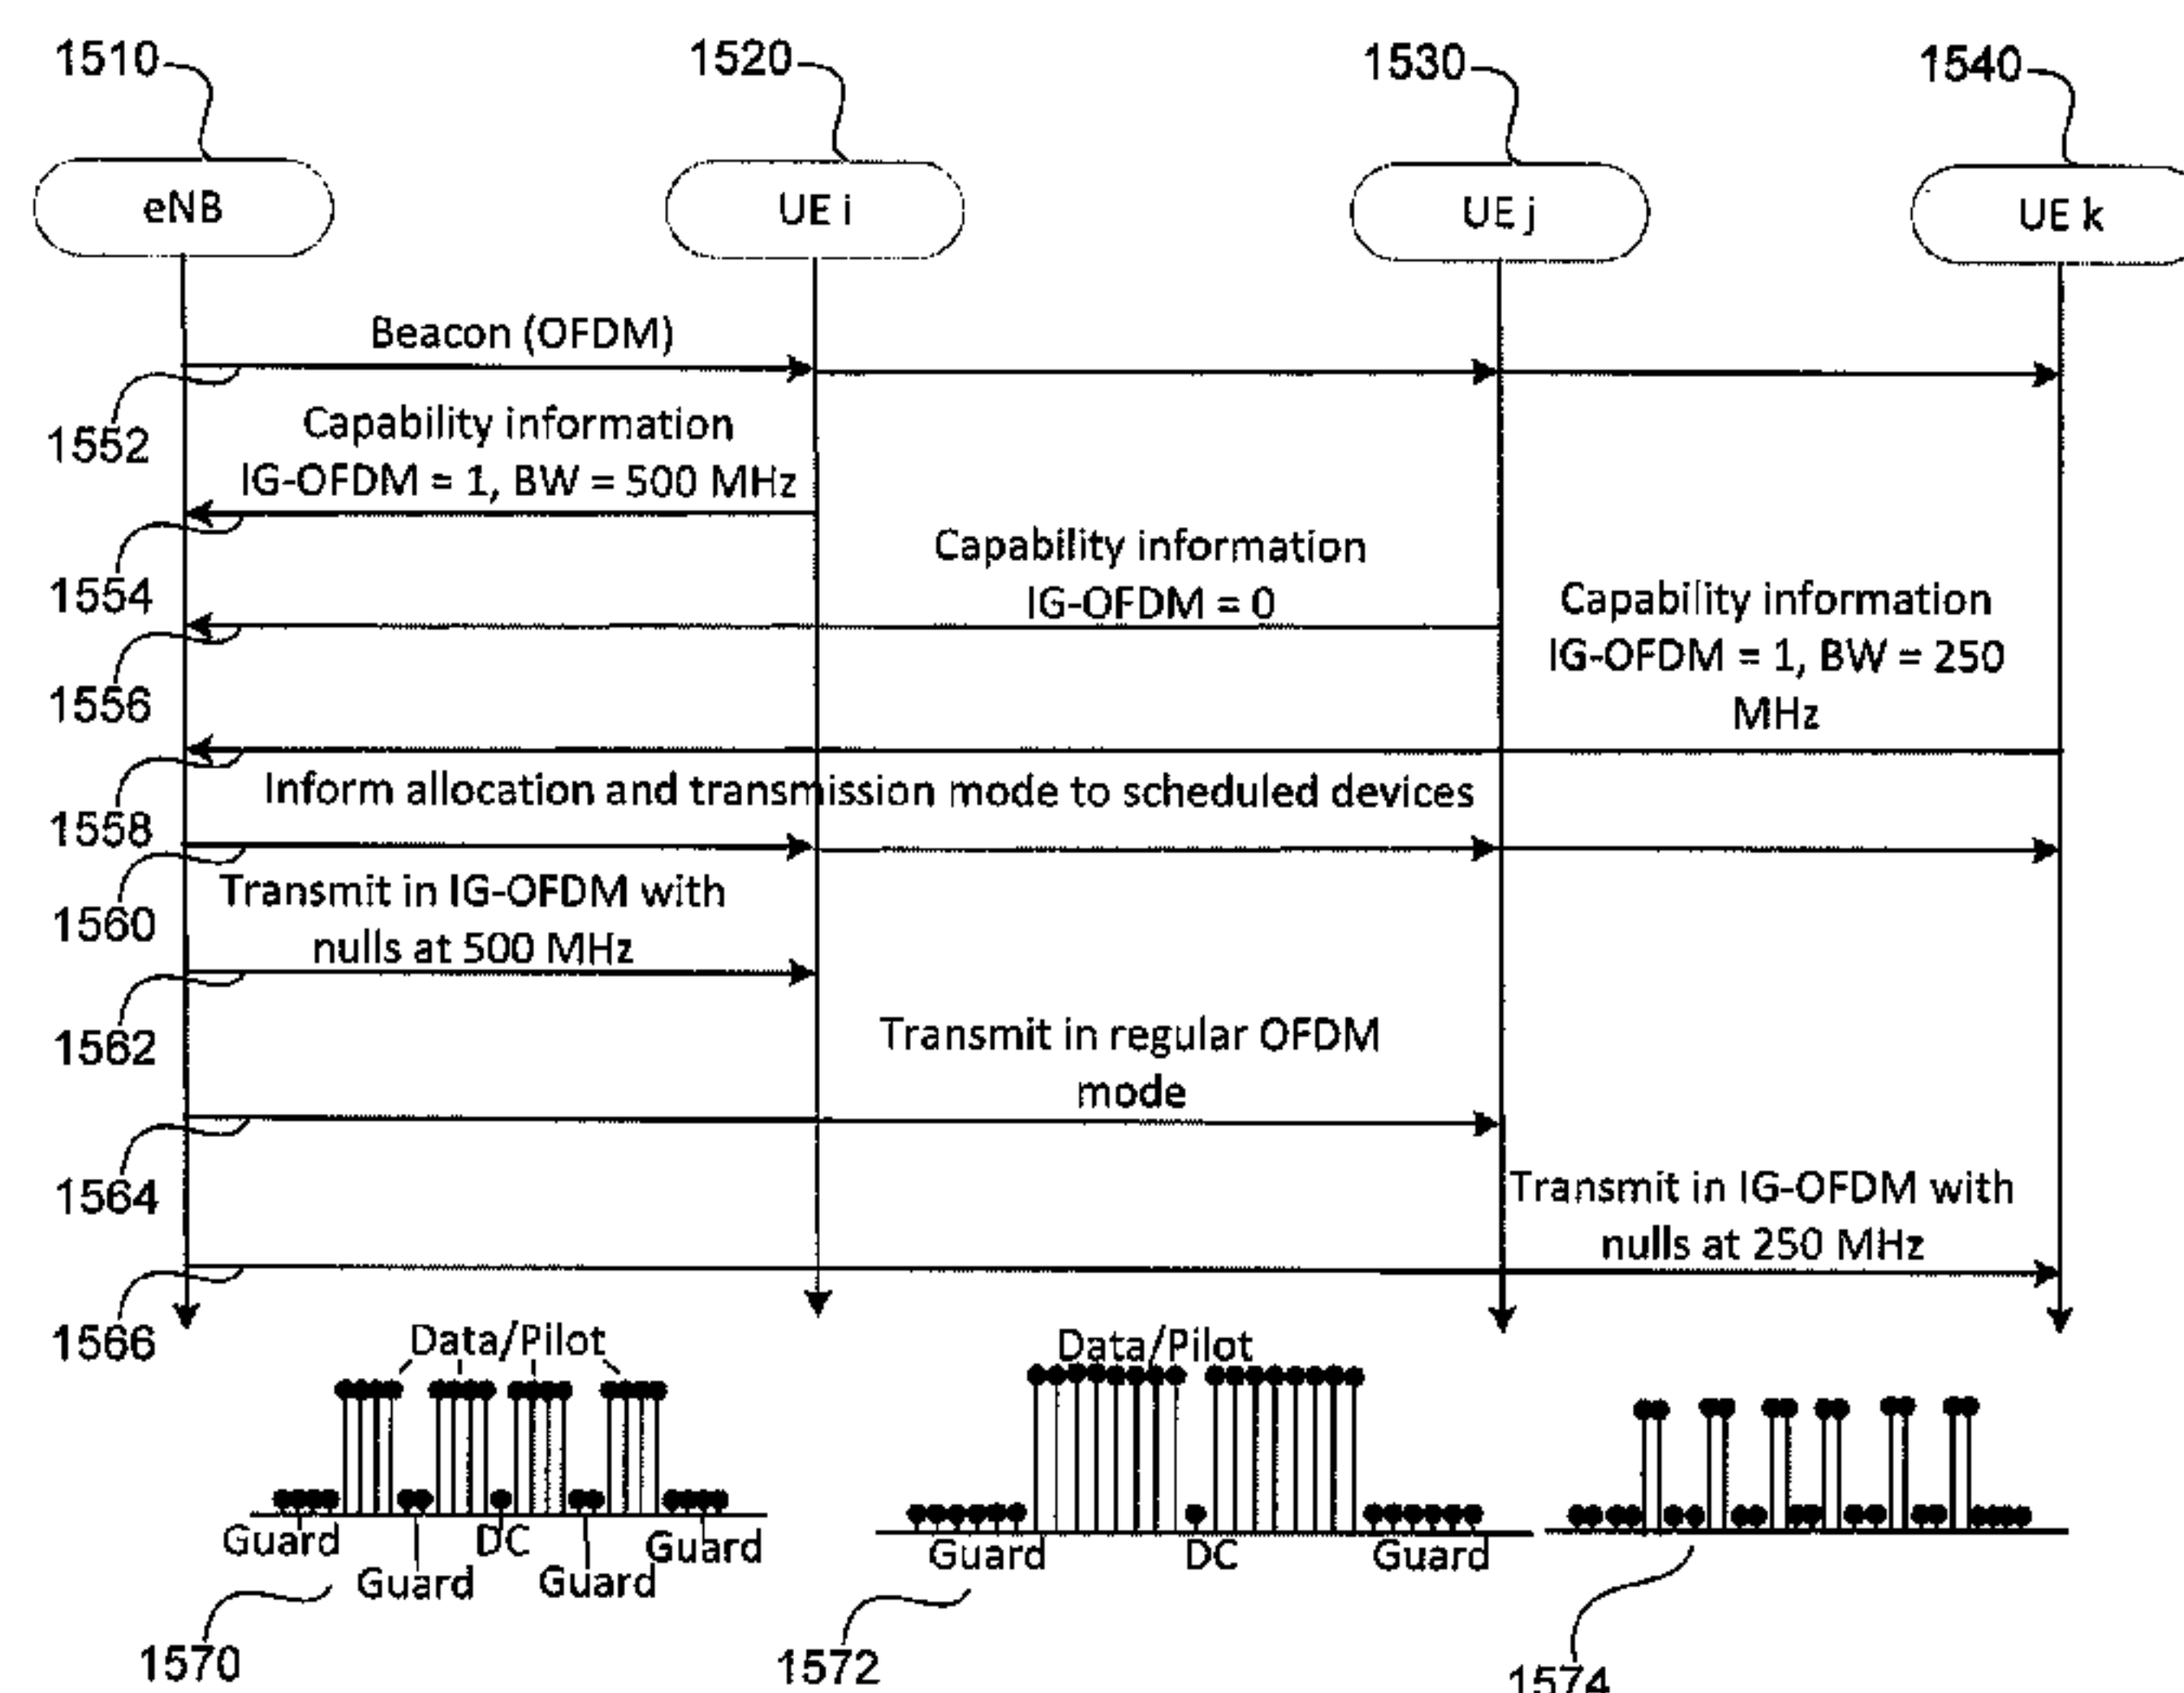 1510
1520
1530
1540
eNB
UE i
UE j
UE k
Beacon (OFDM)
1552
Capability information
IG-OFDM = 1, BW = 500 MHz
1554
Capability information
IG-OFDM = 0
1556
Capability information
IG-OFDM = 1, BW = 250
MHz
1558
Inform allocation and transmission mode to scheduled devices
1560
Transmit in IG-OFDM with
nulls at 500 MHz
1562
Transmit in regular OFDM
mode
1564
Transmit in IG-OFDM with
nulls at 250 MHz
1566
Data/Pilot
Guard
Guard
DC
Guard
Guard
1570
Data/Pilot
Guard
DC
Guard
1572
1574